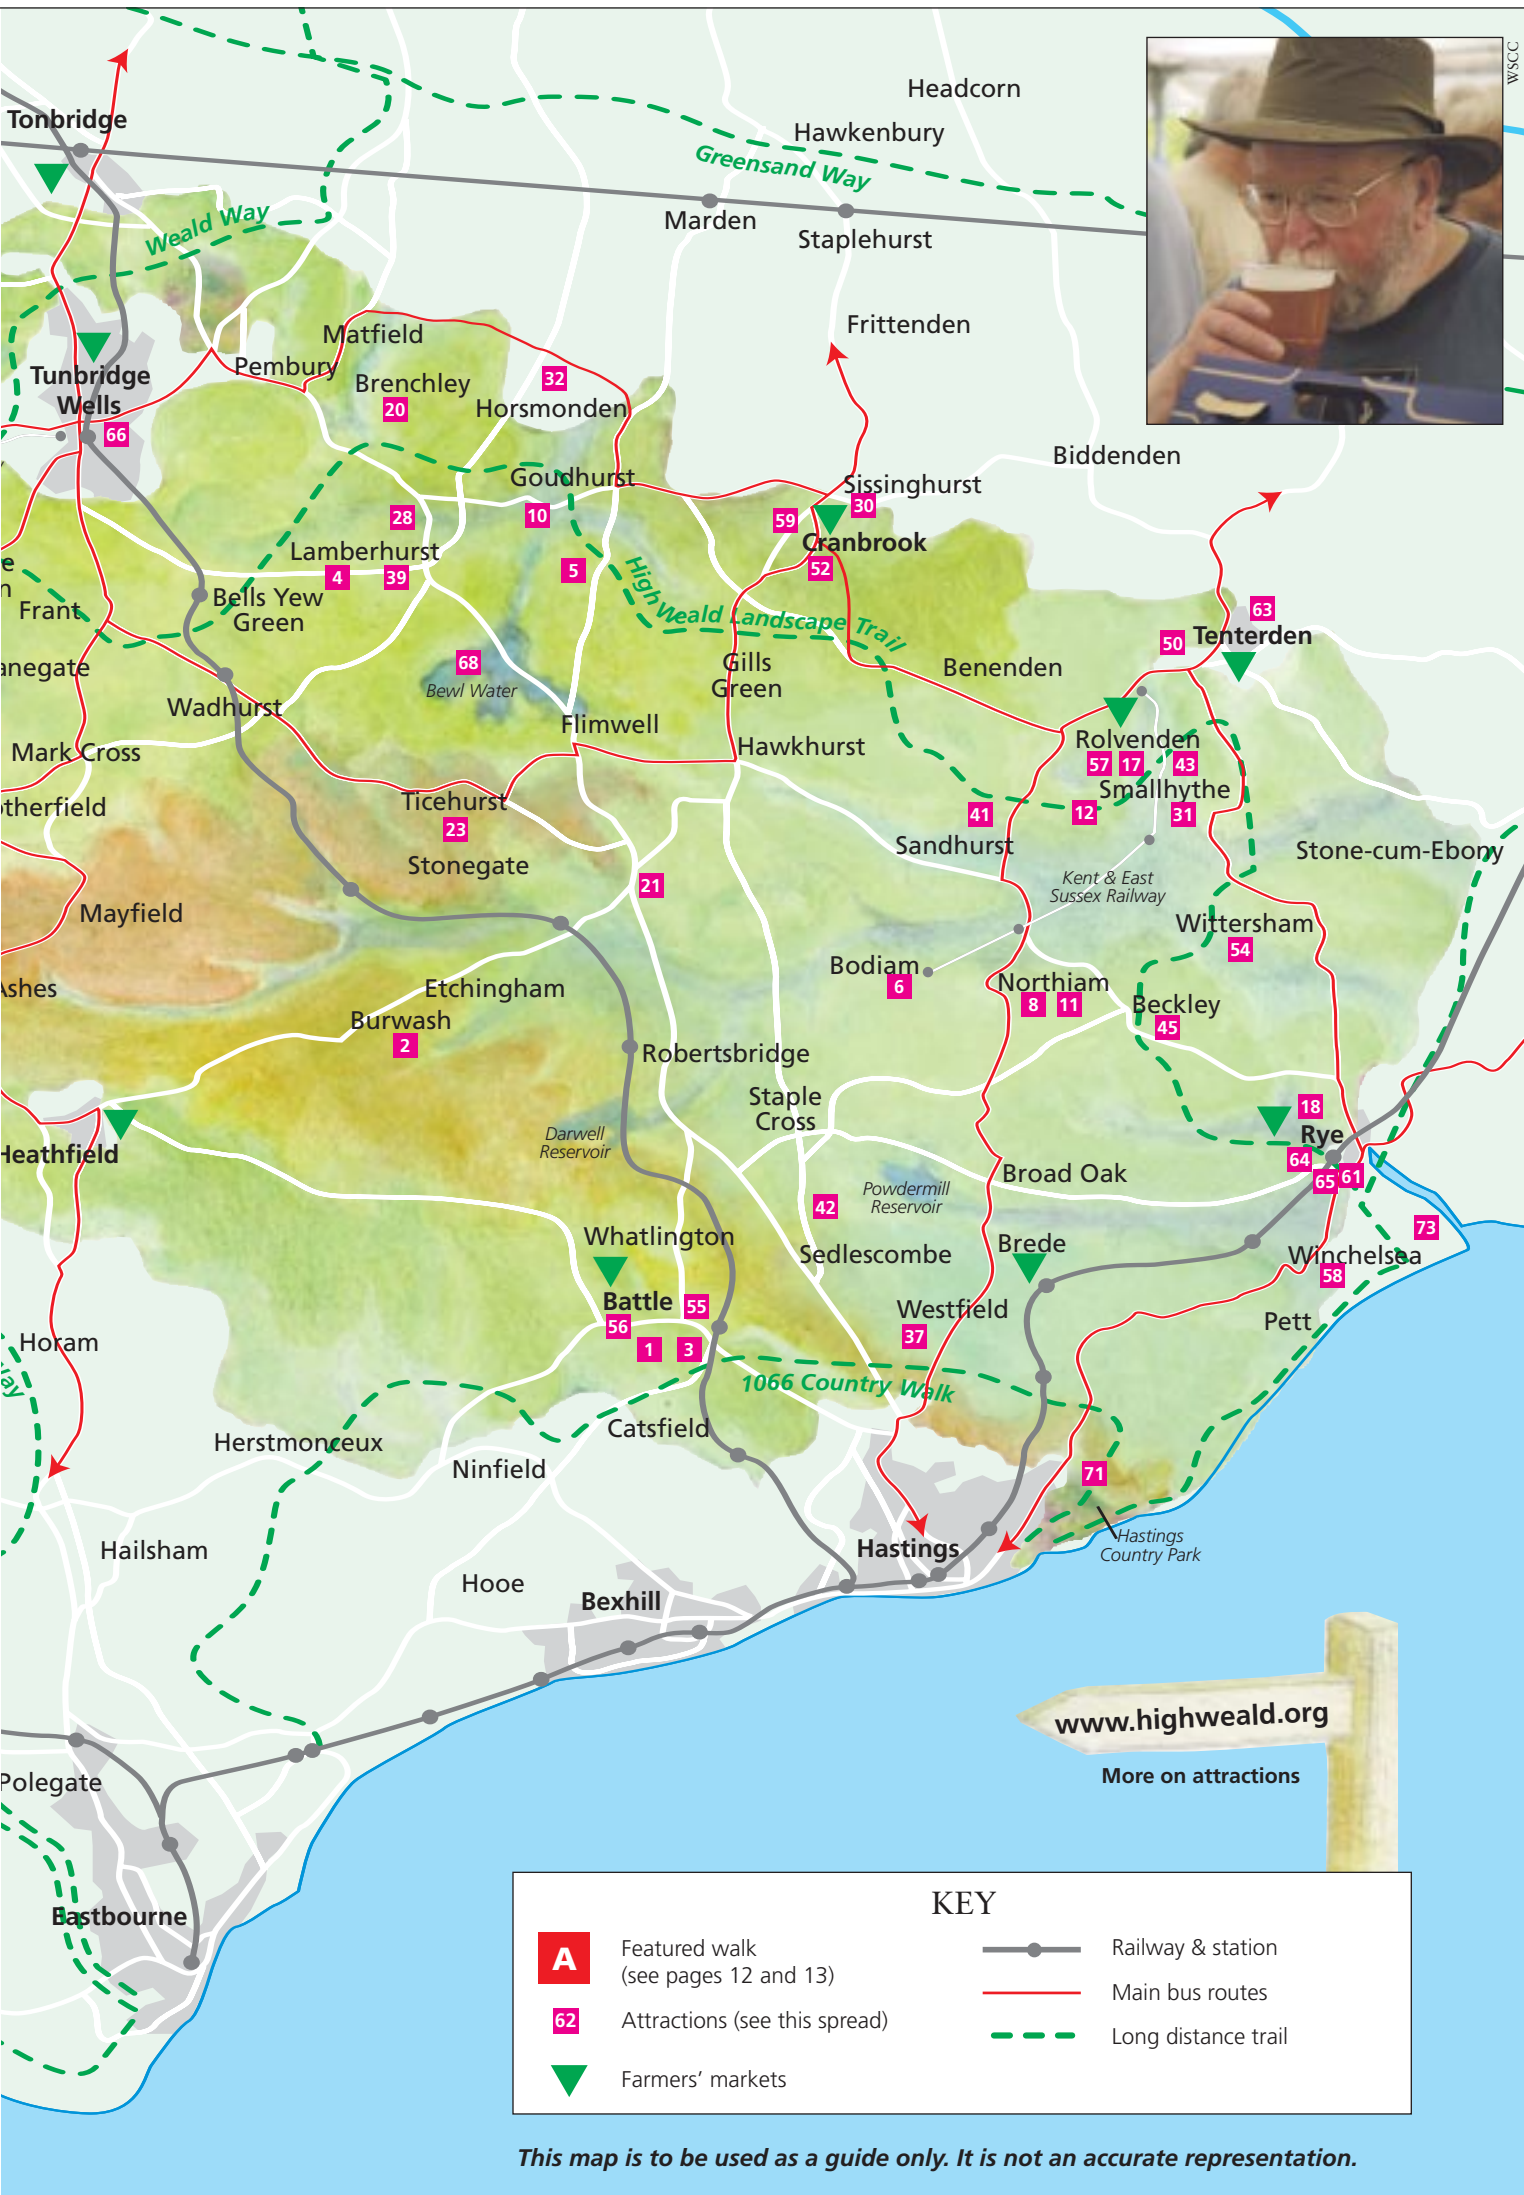 WSCC
Headcorn
Tonbridge
Hawkenbury
Greensand Way
Marden
Staplehurst
Weald Way
Frittenden
Matfield
Pembury
Tunbridge
Wells
66
Brenchley
20
32
Horsmonden
Biddenden
Goudhurst
10
Sissinghurst
30
59
Cranbrook
52
28
Lamberhurst
4
39
5
High Weald Landscape Trail
Bells Yew
Green
Frant
63
50
Tenterden
anegate
68
Bewl Water
Gills
Green
Benenden
Wadhurst
Flimwell
Hawkhurst
Mark Cross
Rolvenden
57
17
43
Smallhythe
12
31
41
otherfield
Ticehurst
23
Stonegate
Sandhurst
Stone-cum-Ebony
Kent & East
Sussex Railway
21
Mayfield
Wittersham
54
Bodiam
6
Northiam
8
11
Beckley
45
Ashes
Etchingham
Burwash
2
Robertsbridge
Staple
Cross
18
Rye
64
65
61
Darwell
Reservoir
Heathfield
Broad Oak
Powdermill
Reservoir
42
73
Whatlington
Sedlescombe
Brede
Winchelsea
58
Battle
55
56
1
3
Westfield
37
Pett
Horam
1066 Country Walk
ay
Catsfield
Herstmonceux
Ninfield
71
Hastings
Hastings
Country Park
Hailsham
Hooe
Bexhill
www.highweald.org
More on attractions
Polegate
Eastbourne
KEY
A
Featured walk
(see pages 12 and 13)
62
Attractions (see this spread)
Farmers’ markets
Railway & station
Main bus routes
Long distance trail
This map is to be used as a guide only. It is not an accurate representation.